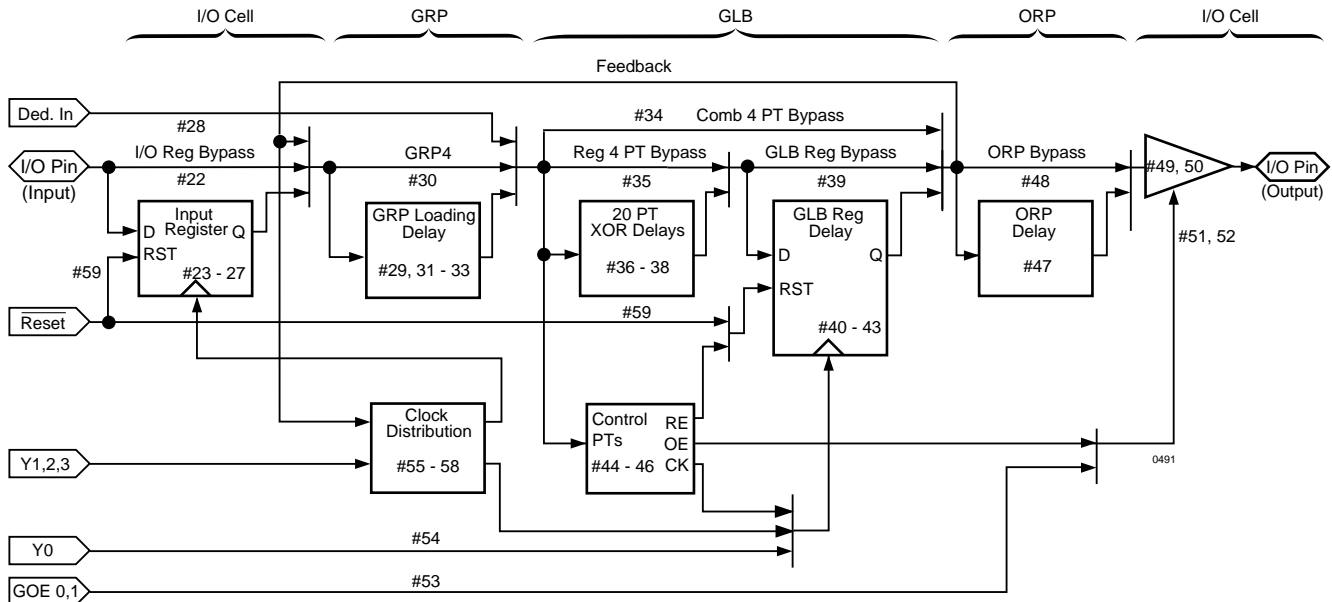 I/O Cell
GRP
GLB
ORP
I/O Cell
Feedback
Ded. In
#28
#34
Comb 4 PT Bypass
I/O Pin
(Input)
I/O Reg Bypass
#22
GRP4
#30
Reg 4 PT Bypass
#35
GLB Reg Bypass
#39
ORP Bypass
#48
#49, 50
I/O Pin
(Output)
Input
Register
D
Q
RST
#23 - 27
GRP Loading
Delay
#29, 31 - 33
20 PT
XOR Delays
#36 - 38
GLB Reg
Delay
D
Q
RST
#40 - 43
ORP
Delay
#47
#51, 52
#59
Reset
#59
Clock
Distribution
#55 - 58
Control
PTs
RE
OE
CK
#44 - 46
0491
Y1,2,3
Y0
#54
GOE 0,1
#53